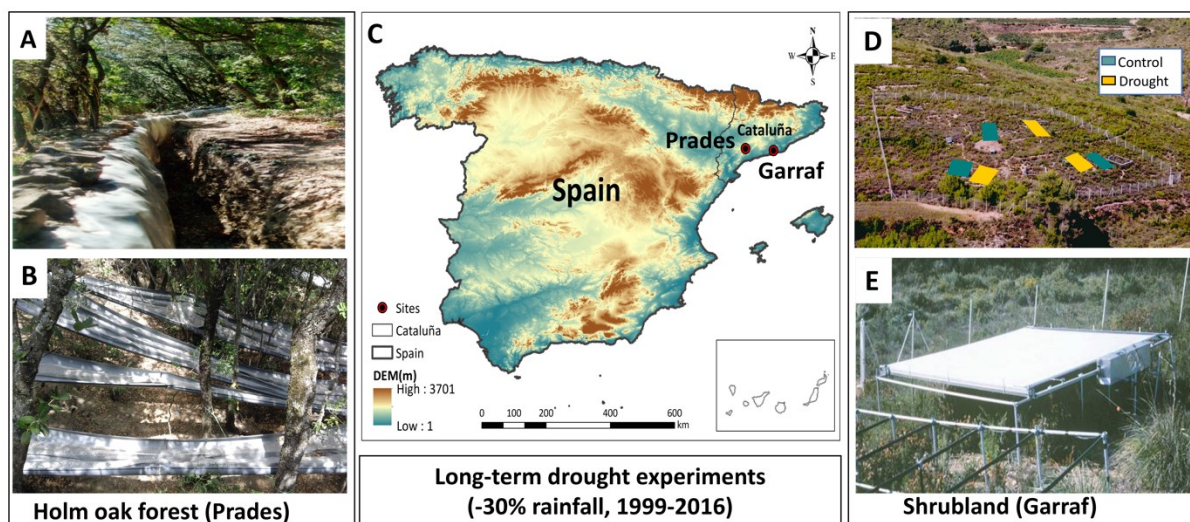 A
B
Holm oak forest (Prades)
C
N
W E
S
Prades
Cataluña
Garraf
Spain
Sites
Cataluña
Spain
DEM(m)
High : 3701
Low : 1
0 200 400 600
km
Long-term drought experiments
(-30% rainfall, 1999-2016)
D
Control
Drought
E
Shrubland (Garraf)